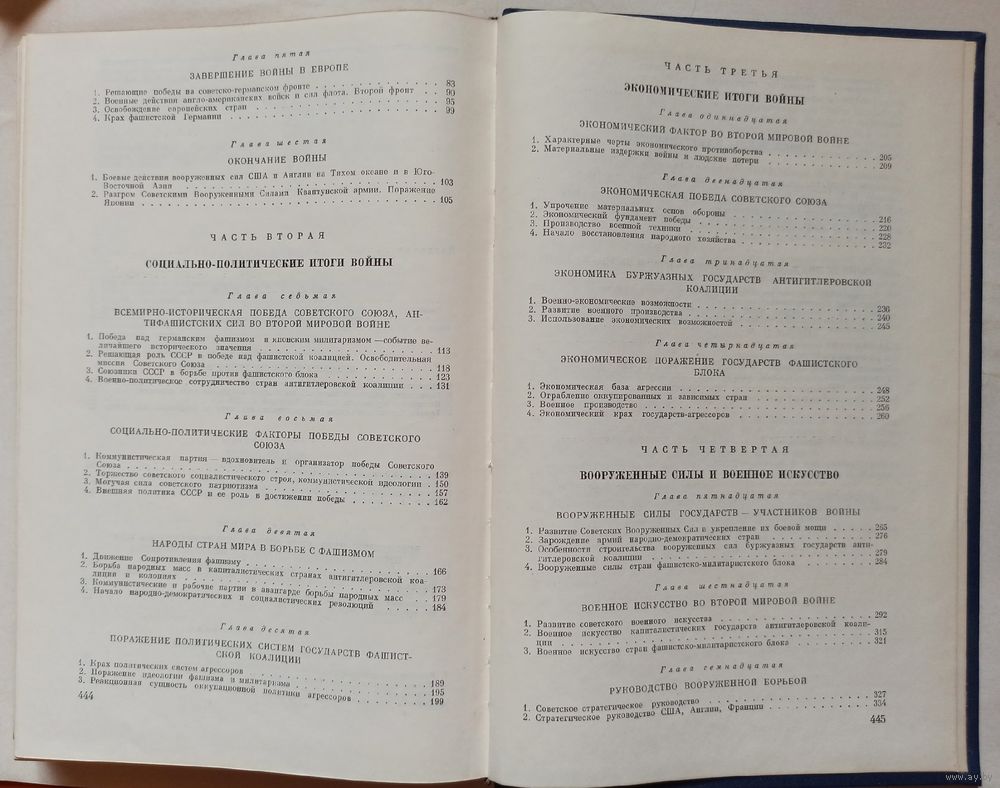 Глава пятая
ЗАВЕРШЕНИЕ ВОЙНЫ В ЕВРОПЕ
1. Решающие победы на советско-германском фронте . . . 83
2. Военные действия англо-американских войск и сил флота. Второй фронт . . 90
3. Освобождение европейских стран . . . 95
4. Крах фашистской Германии . . . 99
Глава шестая
ОКОНЧАНИЕ ВОЙНЫ
1. Боевые действия вооруженных сил США и Англии на Тихом океане и в Юго-
Восточной Азии . . . 103
2. Разгром Советскими Вооруженными Силами Квантунской армии. Поражение
Японии . . . 105
ЧАСТЬ ВТОРАЯ
СОЦИАЛЬНО-ПОЛИТИЧЕСКИЕ ИТОГИ ВОЙНЫ
Глава седьмая
ВСЕМИРНО-ИСТОРИЧЕСКАЯ ПОБЕДА СОВЕТСКОГО СОЮЗА, АН-
ТИФАШИСТСКИХ СИЛ ВО ВТОРОЙ МИРОВОЙ ВОЙНЕ
1. Победа над германским фашизмом и японским милитаризмом — событие ве-
личайшего исторического значения . . . 113
2. Решающая роль СССР в победе над фашистской коалицией. Освободительная
миссия Советского Союза . . . 118
3. Союзники СССР в борьбе против фашистского блока . . . 123
4. Военно-политическое сотрудничество стран антигитлеровской коалиции . . . 131
Глава восьмая
СОЦИАЛЬНО-ПОЛИТИЧЕСКИЕ ФАКТОРЫ ПОБЕДЫ СОВЕТСКОГО
СОЮЗА
1. Коммунистическая партия — вдохновитель и организатор победы Советского
Союза . . . 139
2. Торжество советского социалистического строя, коммунистической идеологии . 150
3. Могучая сила советского патриотизма . . . 157
4. Внешняя политика СССР и ее роль в достижении победы . . . 162
Глава девятая
НАРОДЫ СТРАН МИРА В БОРЬБЕ С ФАШИЗМОМ
1. Движение Сопротивления фашизму . . . 166
2. Борьба народных масс в капиталистических странах антигитлеровской коа-
лиции и колониях . . . 173
3. Коммунистические и рабочие партии в авангарде борьбы народных масс . . 179
4. Начало народно-демократических и социалистических революций . . . 184
Глава десятая
ПОРАЖЕНИЕ ПОЛИТИЧЕСКИХ СИСТЕМ ГОСУДАРСТВ ФАШИСТ-
СКОЙ КОАЛИЦИИ
1. Крах политических систем агрессоров . . . 189
2. Поражение идеологии фашизма и милитаризма . . . 195
3. Реакционная сущность оккупационной политики агрессоров . . . 199
444
ЧАСТЬ ТРЕТЬЯ
ЭКОНОМИЧЕСКИЕ ИТОГИ ВОЙНЫ
Глава одиннадцатая
ЭКОНОМИЧЕСКИЙ ФАКТОР ВО ВТОРОЙ МИРОВОЙ ВОЙНЕ
1. Характерные черты экономического противоборства . . . 205
2. Материальные издержки войны и людские потери . . . 209
Глава двенадцатая
ЭКОНОМИЧЕСКАЯ ПОБЕДА СОВЕТСКОГО СОЮЗА
1. Упрочение материальных основ обороны . . . 216
2. Экономический фундамент победы . . . 220
3. Производство военной техники . . . 228
4. Начало восстановления народного хозяйства . . . 232
Глава тринадцатая
ЭКОНОМИКА БУРЖУАЗНЫХ ГОСУДАРСТВ АНТИГИТЛЕРОВСКОЙ
КОАЛИЦИИ
1. Военно-экономические возможности . . . 236
2. Развитие военного производства . . . 240
3. Использование экономических возможностей . . . 245
Глава четырнадцатая
ЭКОНОМИЧЕСКОЕ ПОРАЖЕНИЕ ГОСУДАРСТВ ФАШИСТСКОГО
БЛОКА
1. Экономическая база агрессии . . . 248
2. Ограбление оккупированных и зависимых стран . . . 252
3. Военное производство . . . 256
4. Экономический крах государств-агрессоров . . . 260
ЧАСТЬ ЧЕТВЕРТАЯ
ВООРУЖЕННЫЕ СИЛЫ И ВОЕННОЕ ИСКУССТВО
Глава пятнадцатая
ВООРУЖЕННЫЕ СИЛЫ ГОСУДАРСТВ — УЧАСТНИКОВ ВОЙНЫ
1. Развитие Советских Вооруженных Сил и укрепление их боевой мощи . . . 265
2. Зарождение армий народно-демократических стран . . . 276
3. Особенности строительства вооруженных сил буржуазных государств анти-
гитлеровской коалиции . . . 279
4. Вооруженные силы стран фашистско-милитаристского блока . . . 284
Глава шестнадцатая
ВОЕННОЕ ИСКУССТВО ВО ВТОРОЙ МИРОВОЙ ВОЙНЕ
1. Развитие советского военного искусства . . . 292
2. Военное искусство капиталистических государств антигитлеровской коали-
ции . . . 315
3. Военное искусство стран фашистско-милитаристского блока . . . 321
Глава семнадцатая
РУКОВОДСТВО ВООРУЖЕННОЙ БОРЬБОЙ
1. Советское стратегическое руководство . . . 327
2. Стратегическое руководство США, Англии, Франции . . . 334
445
www.ay.by